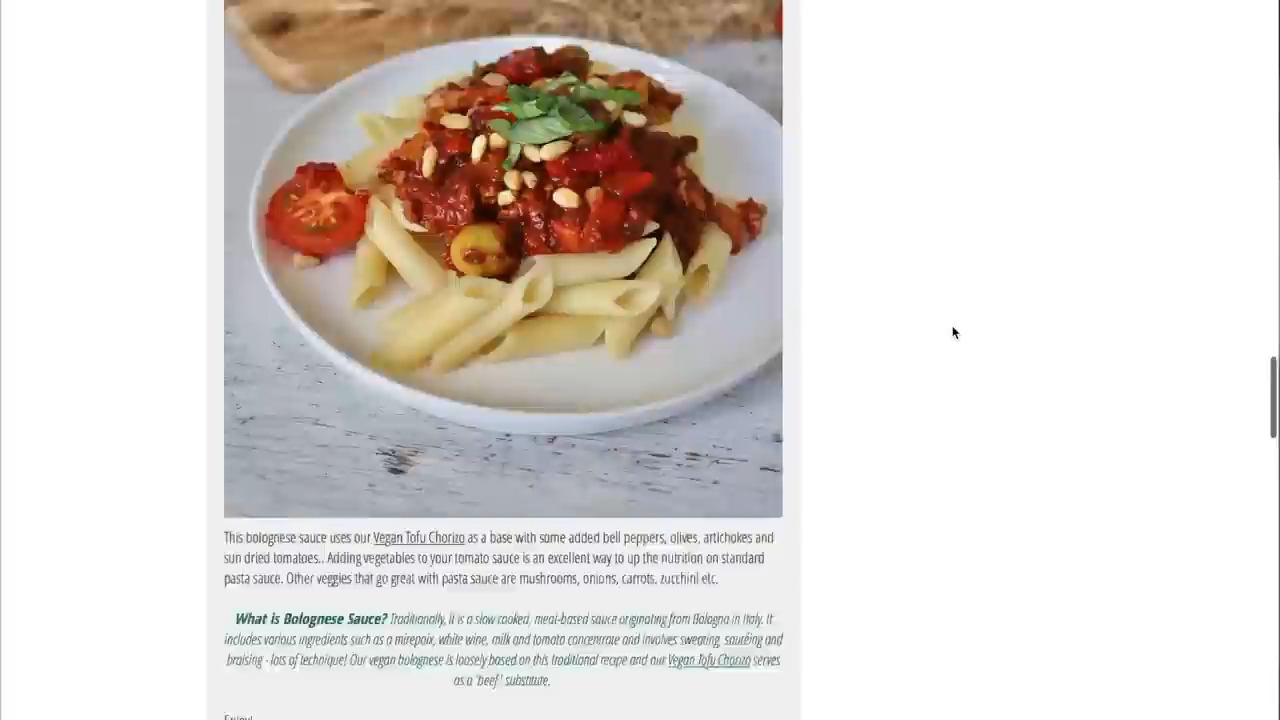 This bolognese sauce uses our Vegan Tofu Chorizo as a base with some added bell peppers, olives, artichokes and
sun dried tomatoes.. Adding vegetables to your tomato sauce is an excellent way to up the nutrition on standard
pasta sauce. Other veggies that go great with pasta sauce are mushrooms, onions, carrots, zucchini etc.
What is Bolognese Sauce? Traditionally, it is a slow cooked, meat-based sauce originating from Bologna in Italy. It
includes various ingredients such as a mirepoix, white wine, milk and tomato concentrate and involves sweating, sautéing and
braising - lots of technique! Our vegan bolognese is loosely based on this traditional recipe and our Vegan Tofu Chorizo serves
as a 'beef' substitute.
Enjoy!